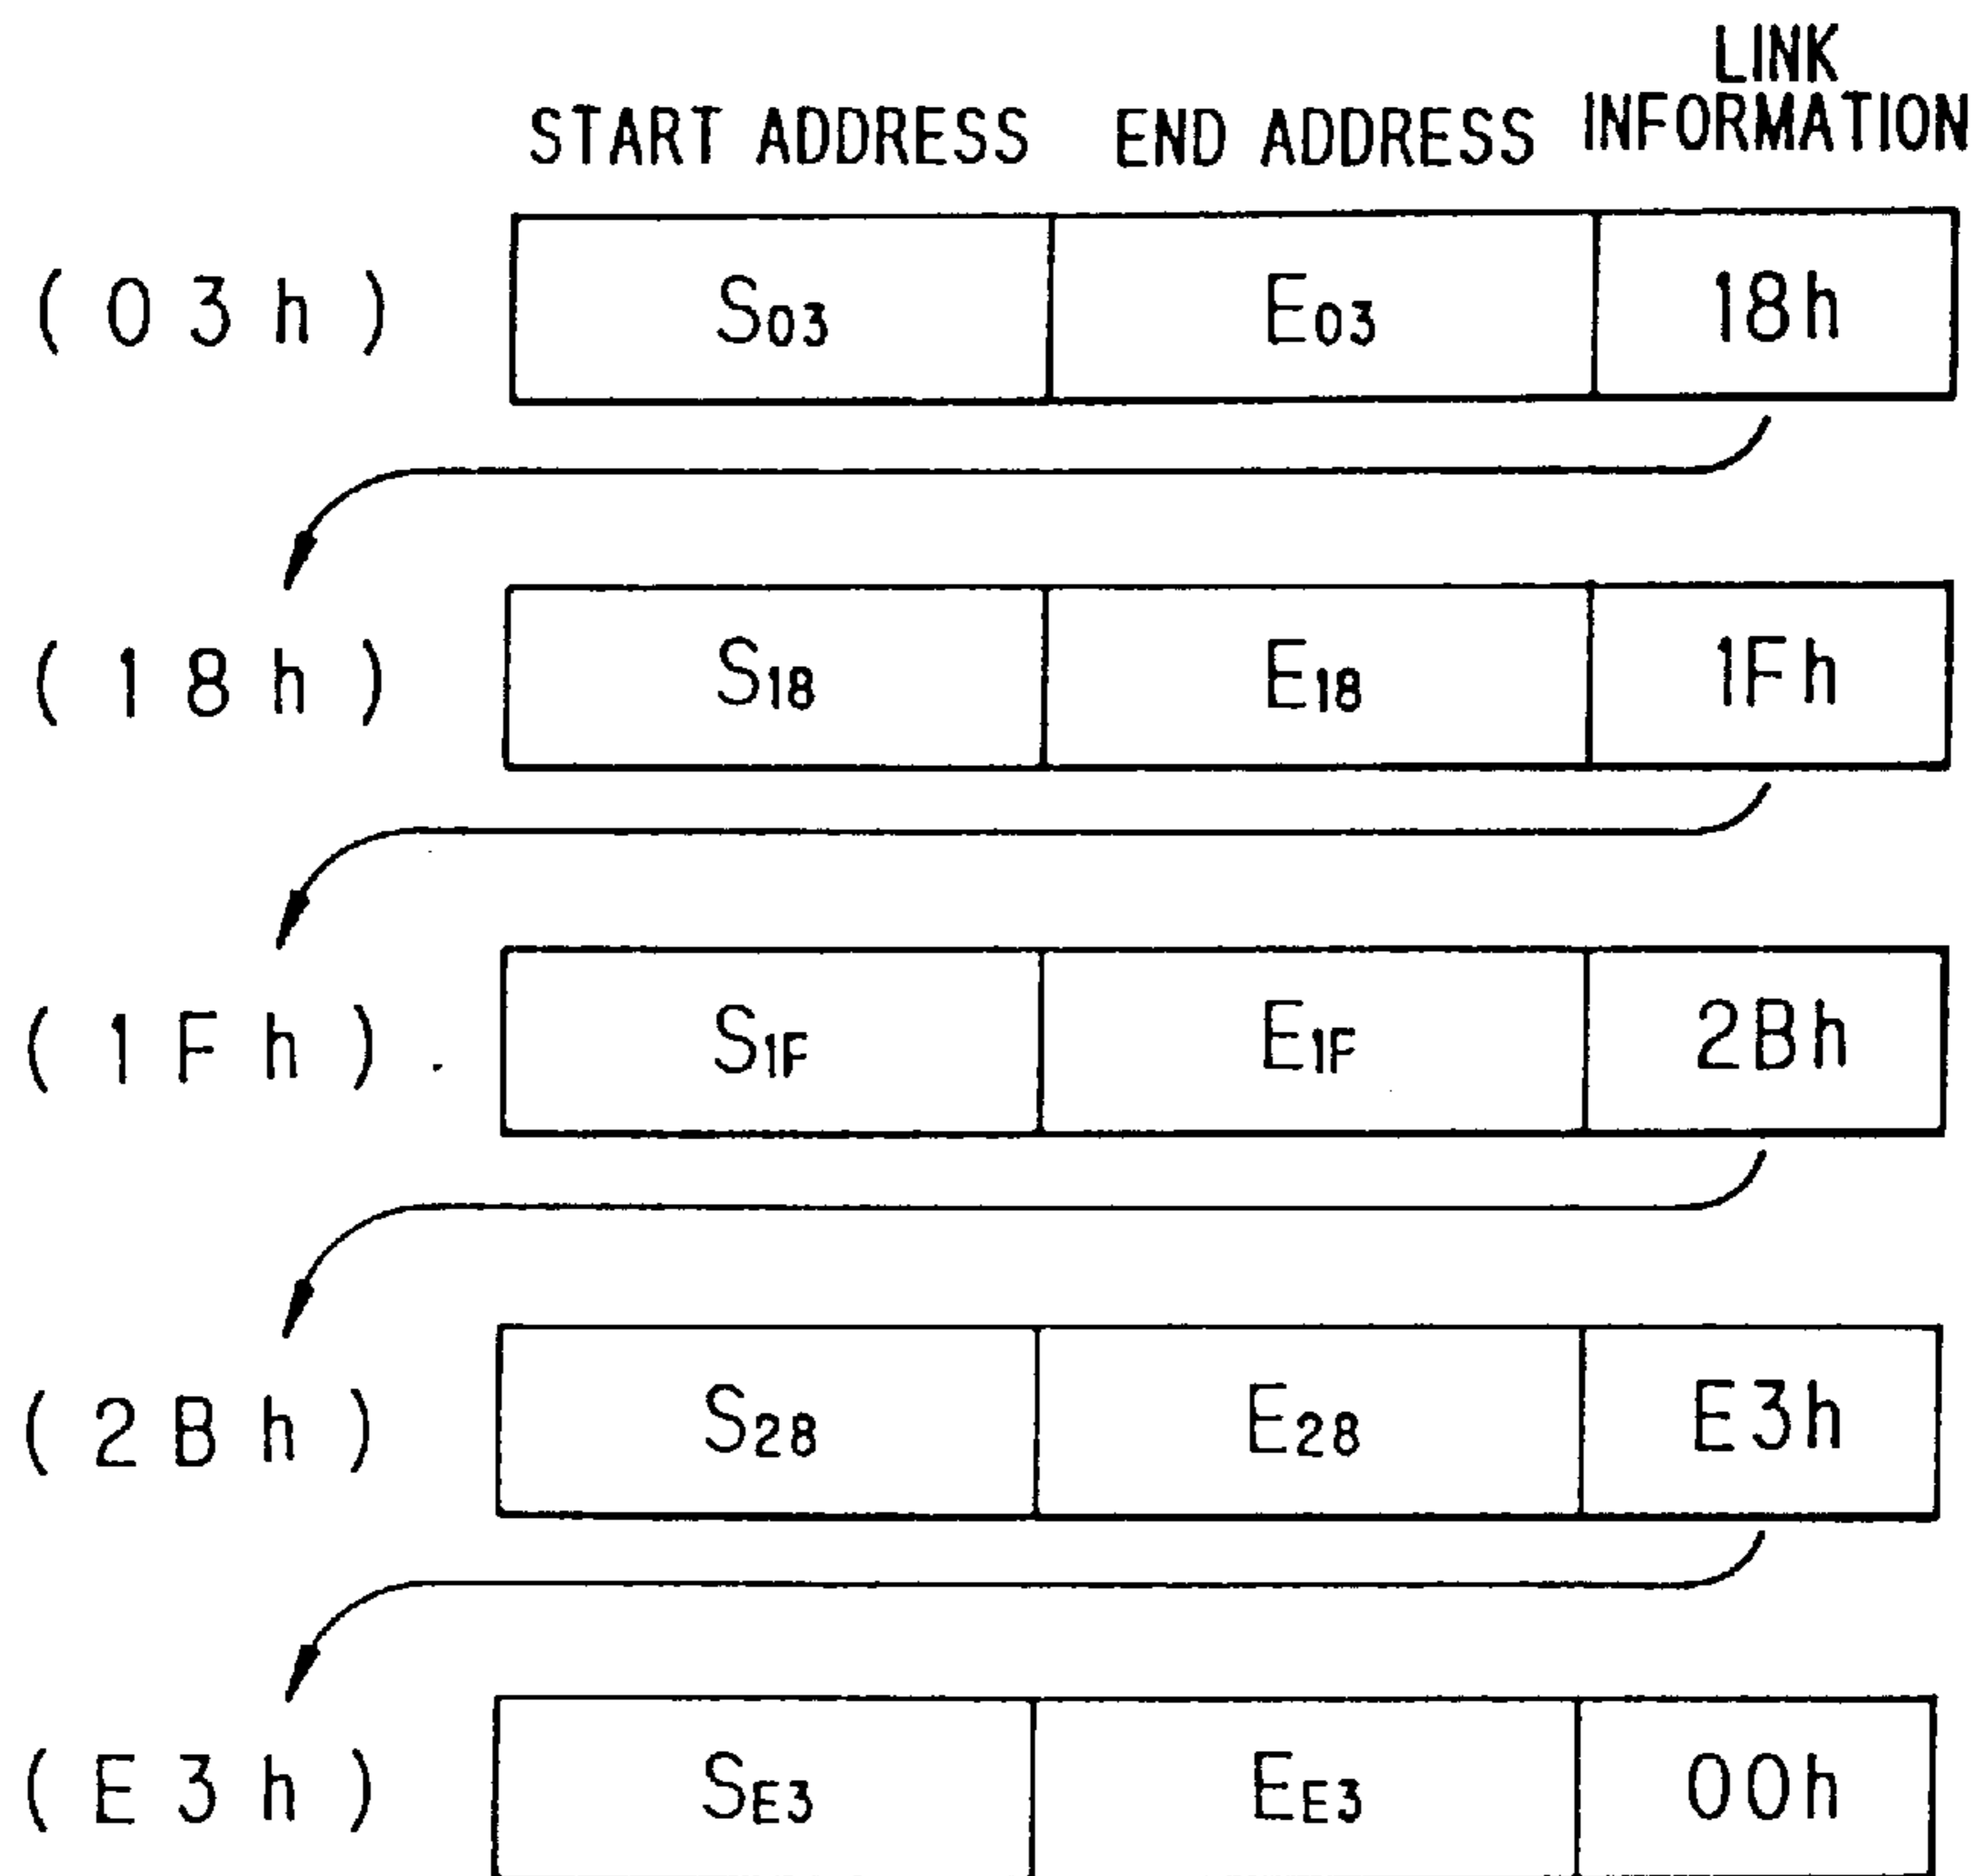 START ADDRESS END ADDRESS LINK INFORMATION
(03h) S03 E03 18h
(18h) S18 E18 1Fh
(1Fh) S1F E1F 2Bh
(2Bh) S28 E28 E3h
(E3h) SE3 EE3 00h